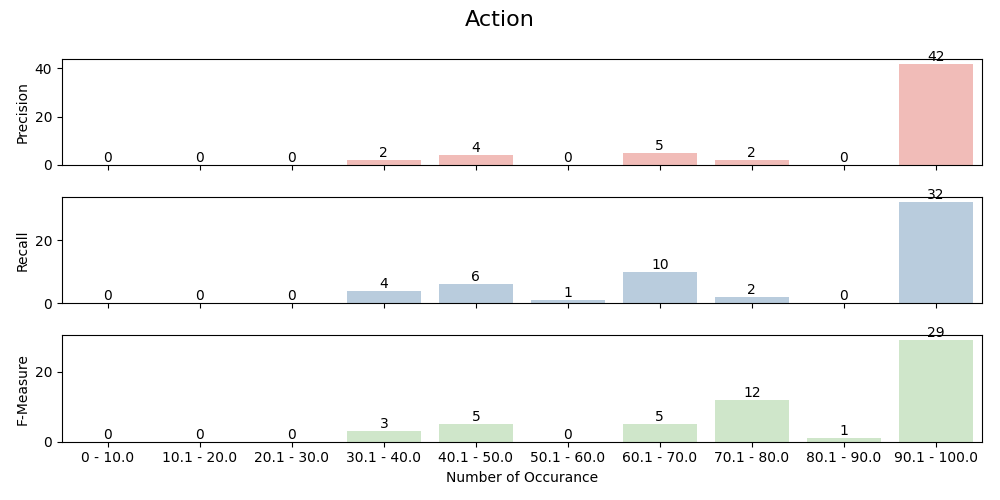 Action
Precision
40
20
0
0 0 0 2 4 0 5 2 0 42
Recall
20
0
0 0 0 4 6 1 10 2 0 32
F-Measure
20
0
0 0 0 3 5 0 5 12 1 29
0 - 10.0 10.1 - 20.0 20.1 - 30.0 30.1 - 40.0 40.1 - 50.0 50.1 - 60.0 60.1 - 70.0 70.1 - 80.0 80.1 - 90.0 90.1 - 100.0
Number of Occurance